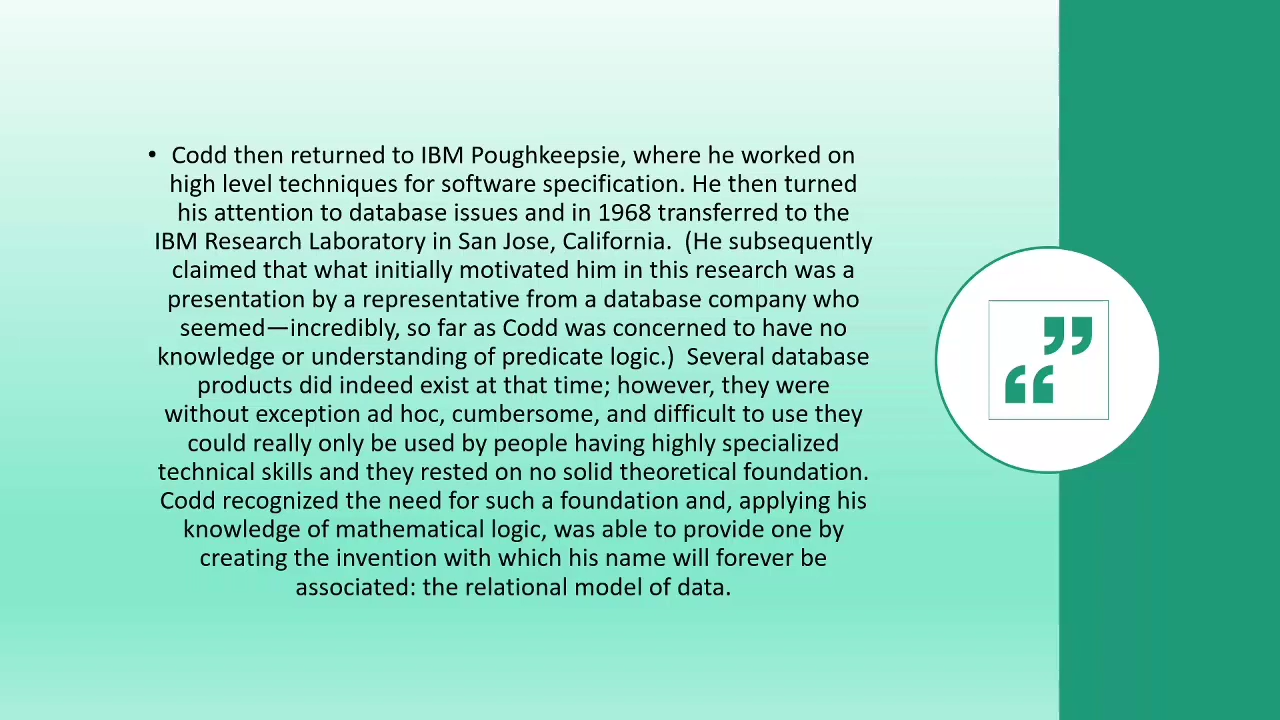 • Codd then returned to IBM Poughkeepsie, where he worked on
high level techniques for software specification. He then turned
his attention to database issues and in 1968 transferred to the
IBM Research Laboratory in San Jose, California.  (He subsequently
claimed that what initially motivated him in this research was a
presentation by a representative from a database company who
seemed—incredibly, so far as Codd was concerned to have no
knowledge or understanding of predicate logic.)  Several database
products did indeed exist at that time; however, they were
without exception ad hoc, cumbersome, and difficult to use they
could really only be used by people having highly specialized
technical skills and they rested on no solid theoretical foundation.
Codd recognized the need for such a foundation and, applying his
knowledge of mathematical logic, was able to provide one by
creating the invention with which his name will forever be
associated: the relational model of data.